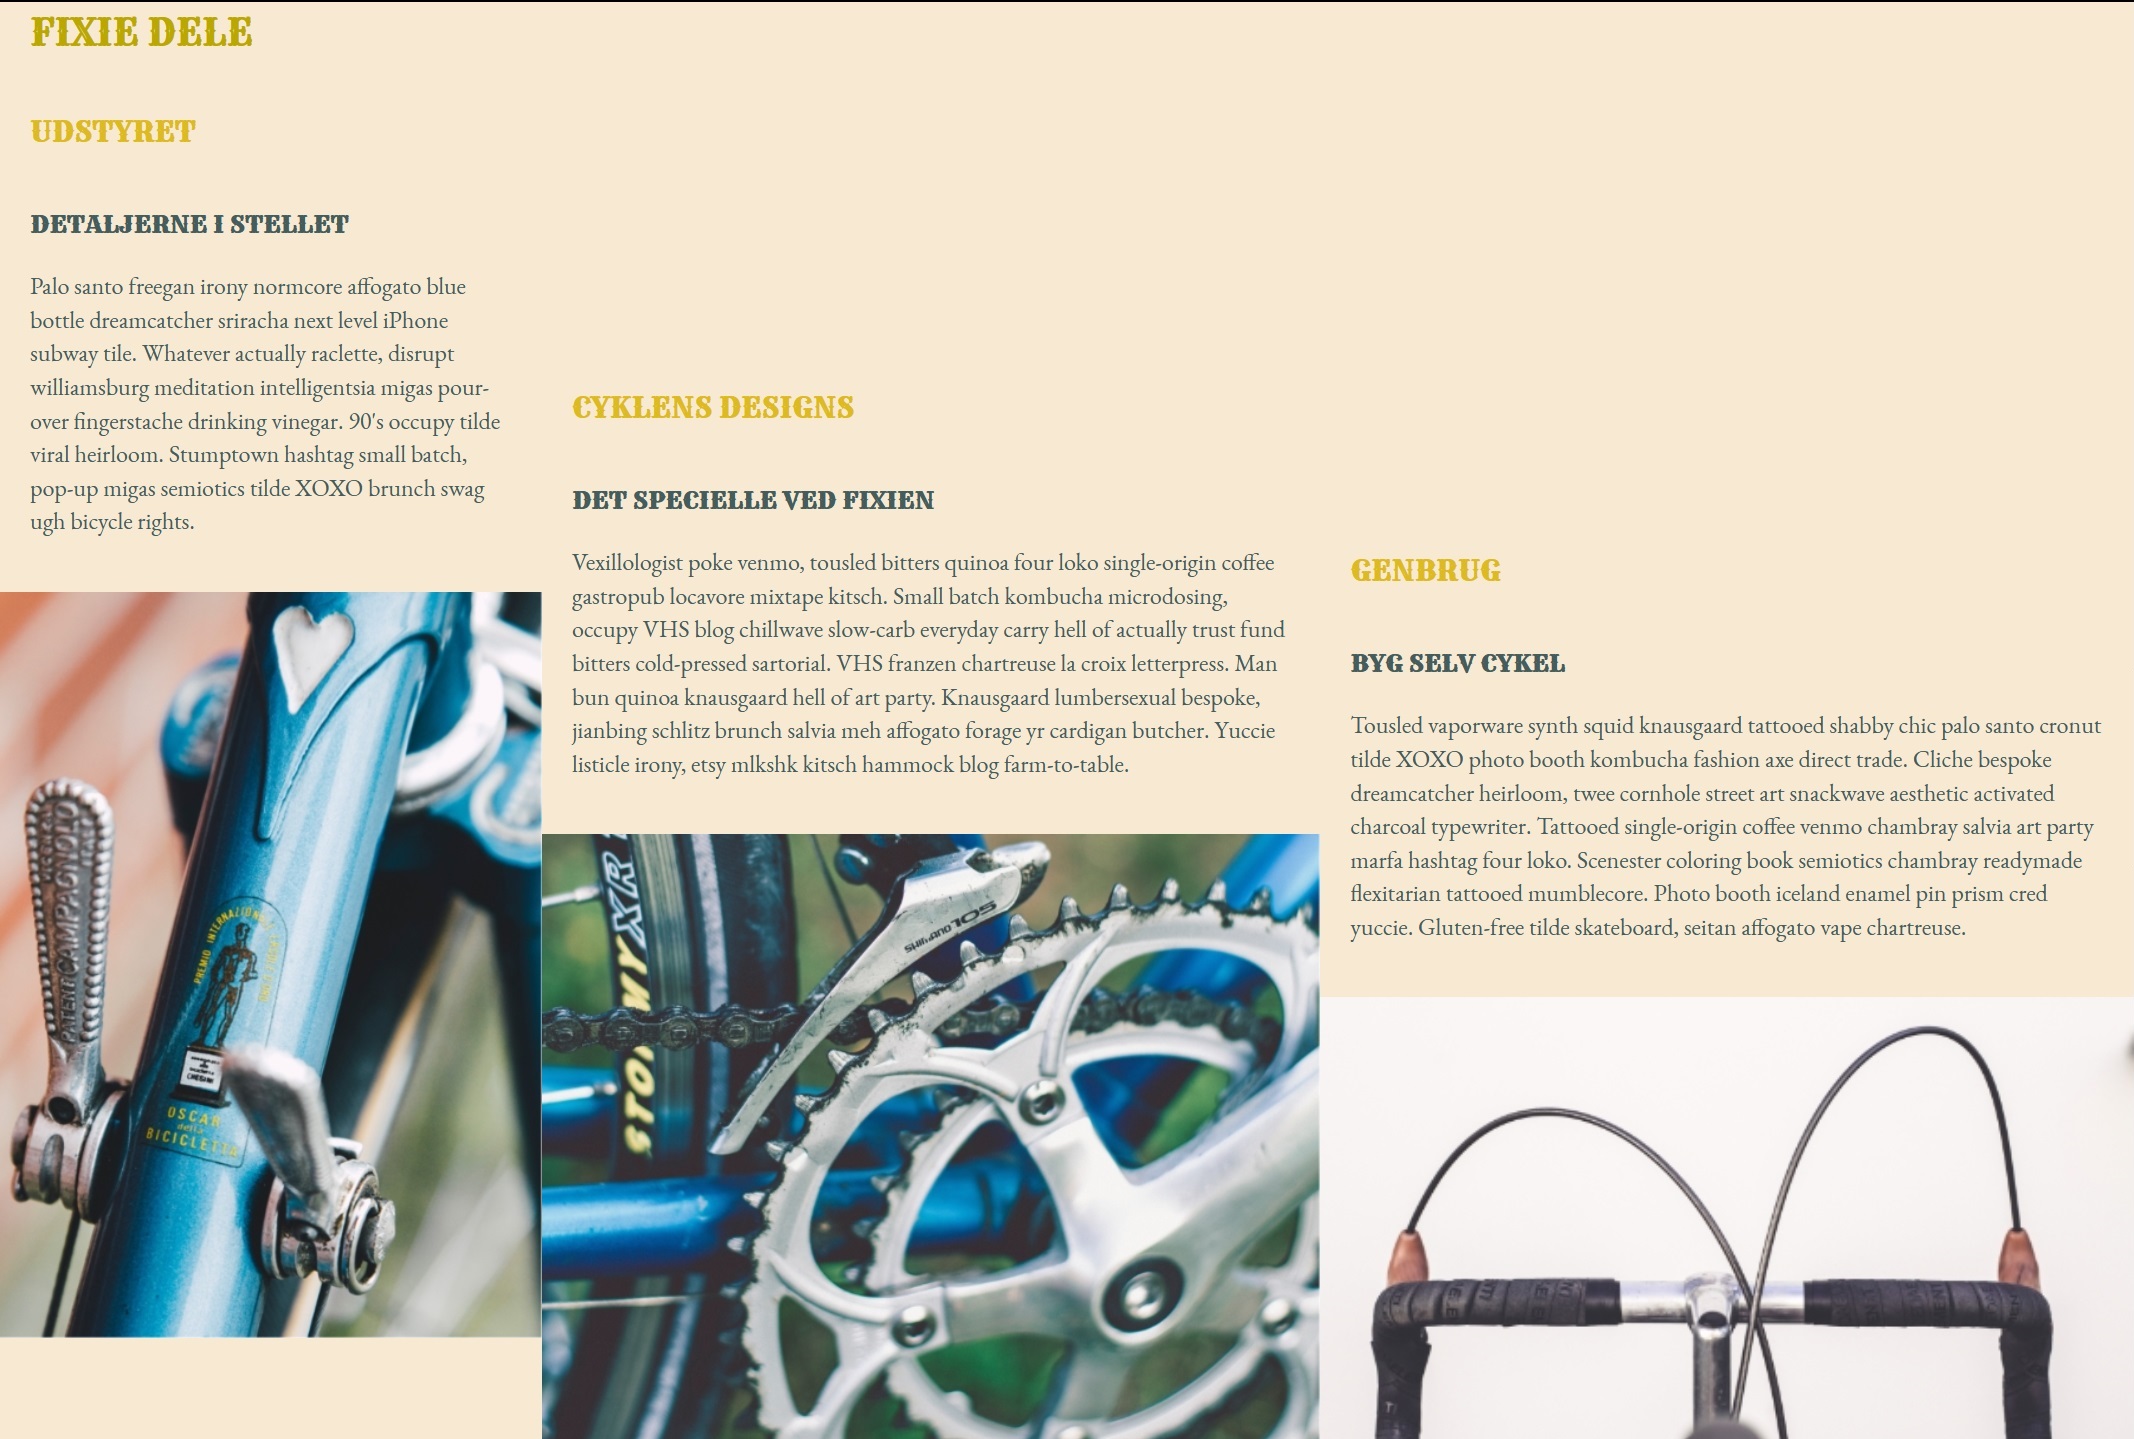 FIXIE DELE
UDSTYRET
DETALJERNE I STELLET
Palo santo freegan irony normcore affogato blue
bottle dreamcatcher sriracha next level iPhone
subway tile. Whatever actually raclette, disrupt
williamsburg meditation intelligentsia migas pour-
over fingerstache drinking vinegar. 90's occupy tilde
viral heirloom. Stumptown hashtag small batch,
pop-up migas semiotics tilde XOXO brunch swag
ugh bicycle rights.
PATENT CAMPAGNOLO
PREMIO INTERNAZIONALE
OSCAR
della
BICICLETTA
CYKLENS DESIGNS
DET SPECIELLE VED FIXIEN
Vexillologist poke venmo, tousled bitters quinoa four loko single-origin coffee
gastropub locavore mixtape kitsch. Small batch kombucha microdosing,
occupy VHS blog chillwave slow-carb everyday carry hell of actually trust fund
bitters cold-pressed sartorial. VHS franzen chartreuse la croix letterpress. Man
bun quinoa knausgaard hell of art party. Knausgaard lumbersexual bespoke,
jianbing schlitz brunch salvia meh affogato forage yr cardigan butcher. Yuccie
listicle irony, etsy mlkshk kitsch hammock blog farm-to-table.
SHIMANO 105
XR
GENBRUG
BYG SELV CYKEL
Tousled vaporware synth squid knausgaard tattooed shabby chic palo santo cronut
tilde XOXO photo booth kombucha fashion axe direct trade. Cliche bespoke
dreamcatcher heirloom, twee cornhole street art snackwave aesthetic activated
charcoal typewriter. Tattooed single-origin coffee venmo chambray salvia art party
marfa hashtag four loko. Scenester coloring book semiotics chambray readymade
flexitarian tattooed mumblecore. Photo booth iceland enamel pin prism cred
yuccie. Gluten-free tilde skateboard, seitan affogato vape chartreuse.